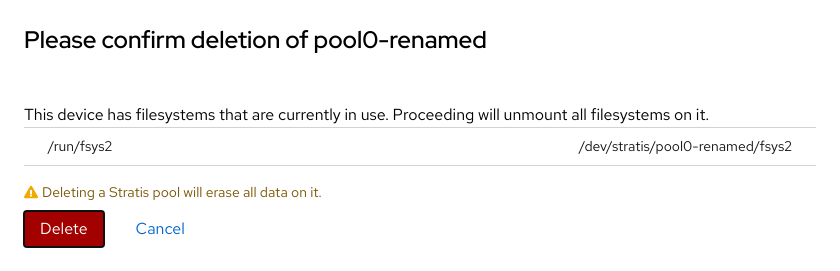 Please confirm deletion of pool0-renamed
This device has filesystems that are currently in use. Proceeding will unmount all filesystems on it.
/run/fsys2 /dev/stratis/pool0-renamed/fsys2
Deleting a Stratis pool will erase all data on it.
Delete Cancel